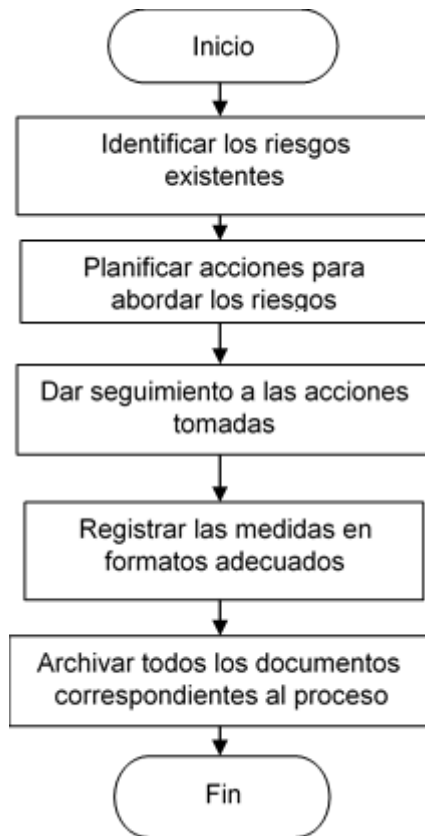 Inicio
Identificar los riesgos
existentes
Planificar acciones para
abordar los riesgos
Dar seguimiento a las acciones
tomadas
Registrar las medidas en
formatos adecuados
Archivar todos los documentos
correspondientes al proceso
Fin